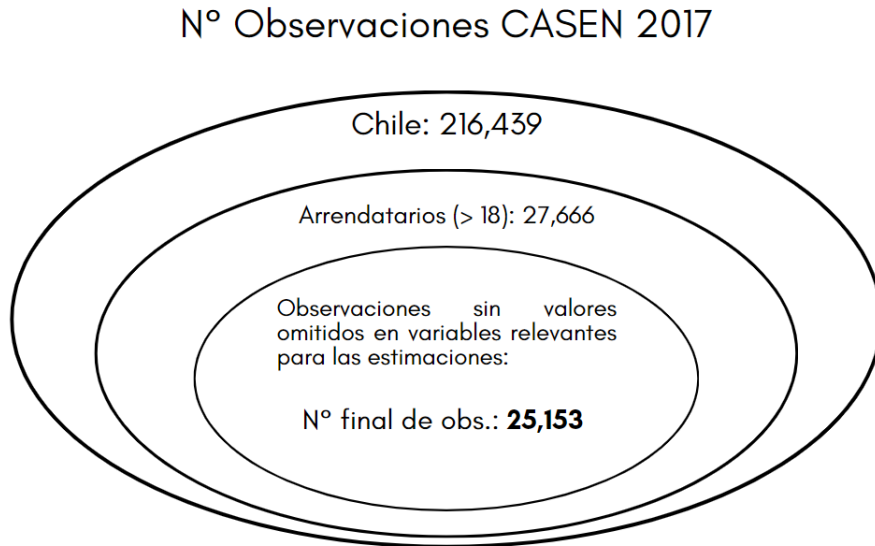 N° Observaciones CASEN 2017
Chile: 216,439
Arrendatarios (> 18): 27,666
Observaciones sin valores
omitidos en variables relevantes
para las estimaciones:
N° final de obs.: 25,153